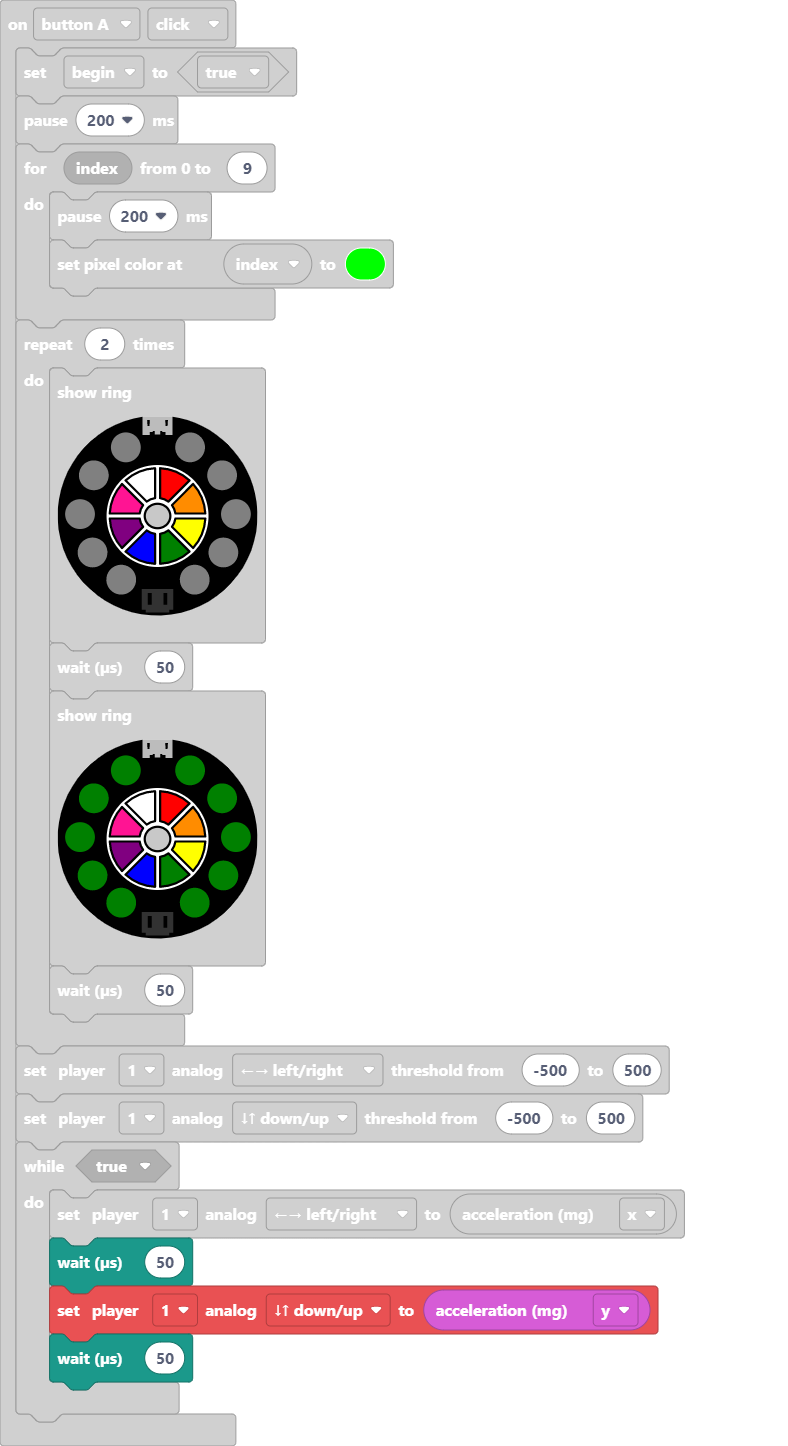 on button A click
set begin to true
pause 200 ms
for index from 0 to 9
do
pause 200 ms
set pixel color at index to
repeat 2 times
do
show ring
wait (µs) 50
show ring
wait (µs) 50
set player 1 analog ←→ left/right threshold from -500 to 500
set player 1 analog ↓↑ down/up threshold from -500 to 500
while true
do
set player 1 analog ←→ left/right to acceleration (mg) x
wait (µs) 50
set player 1 analog ↓↑ down/up to acceleration (mg) y
wait (µs) 50